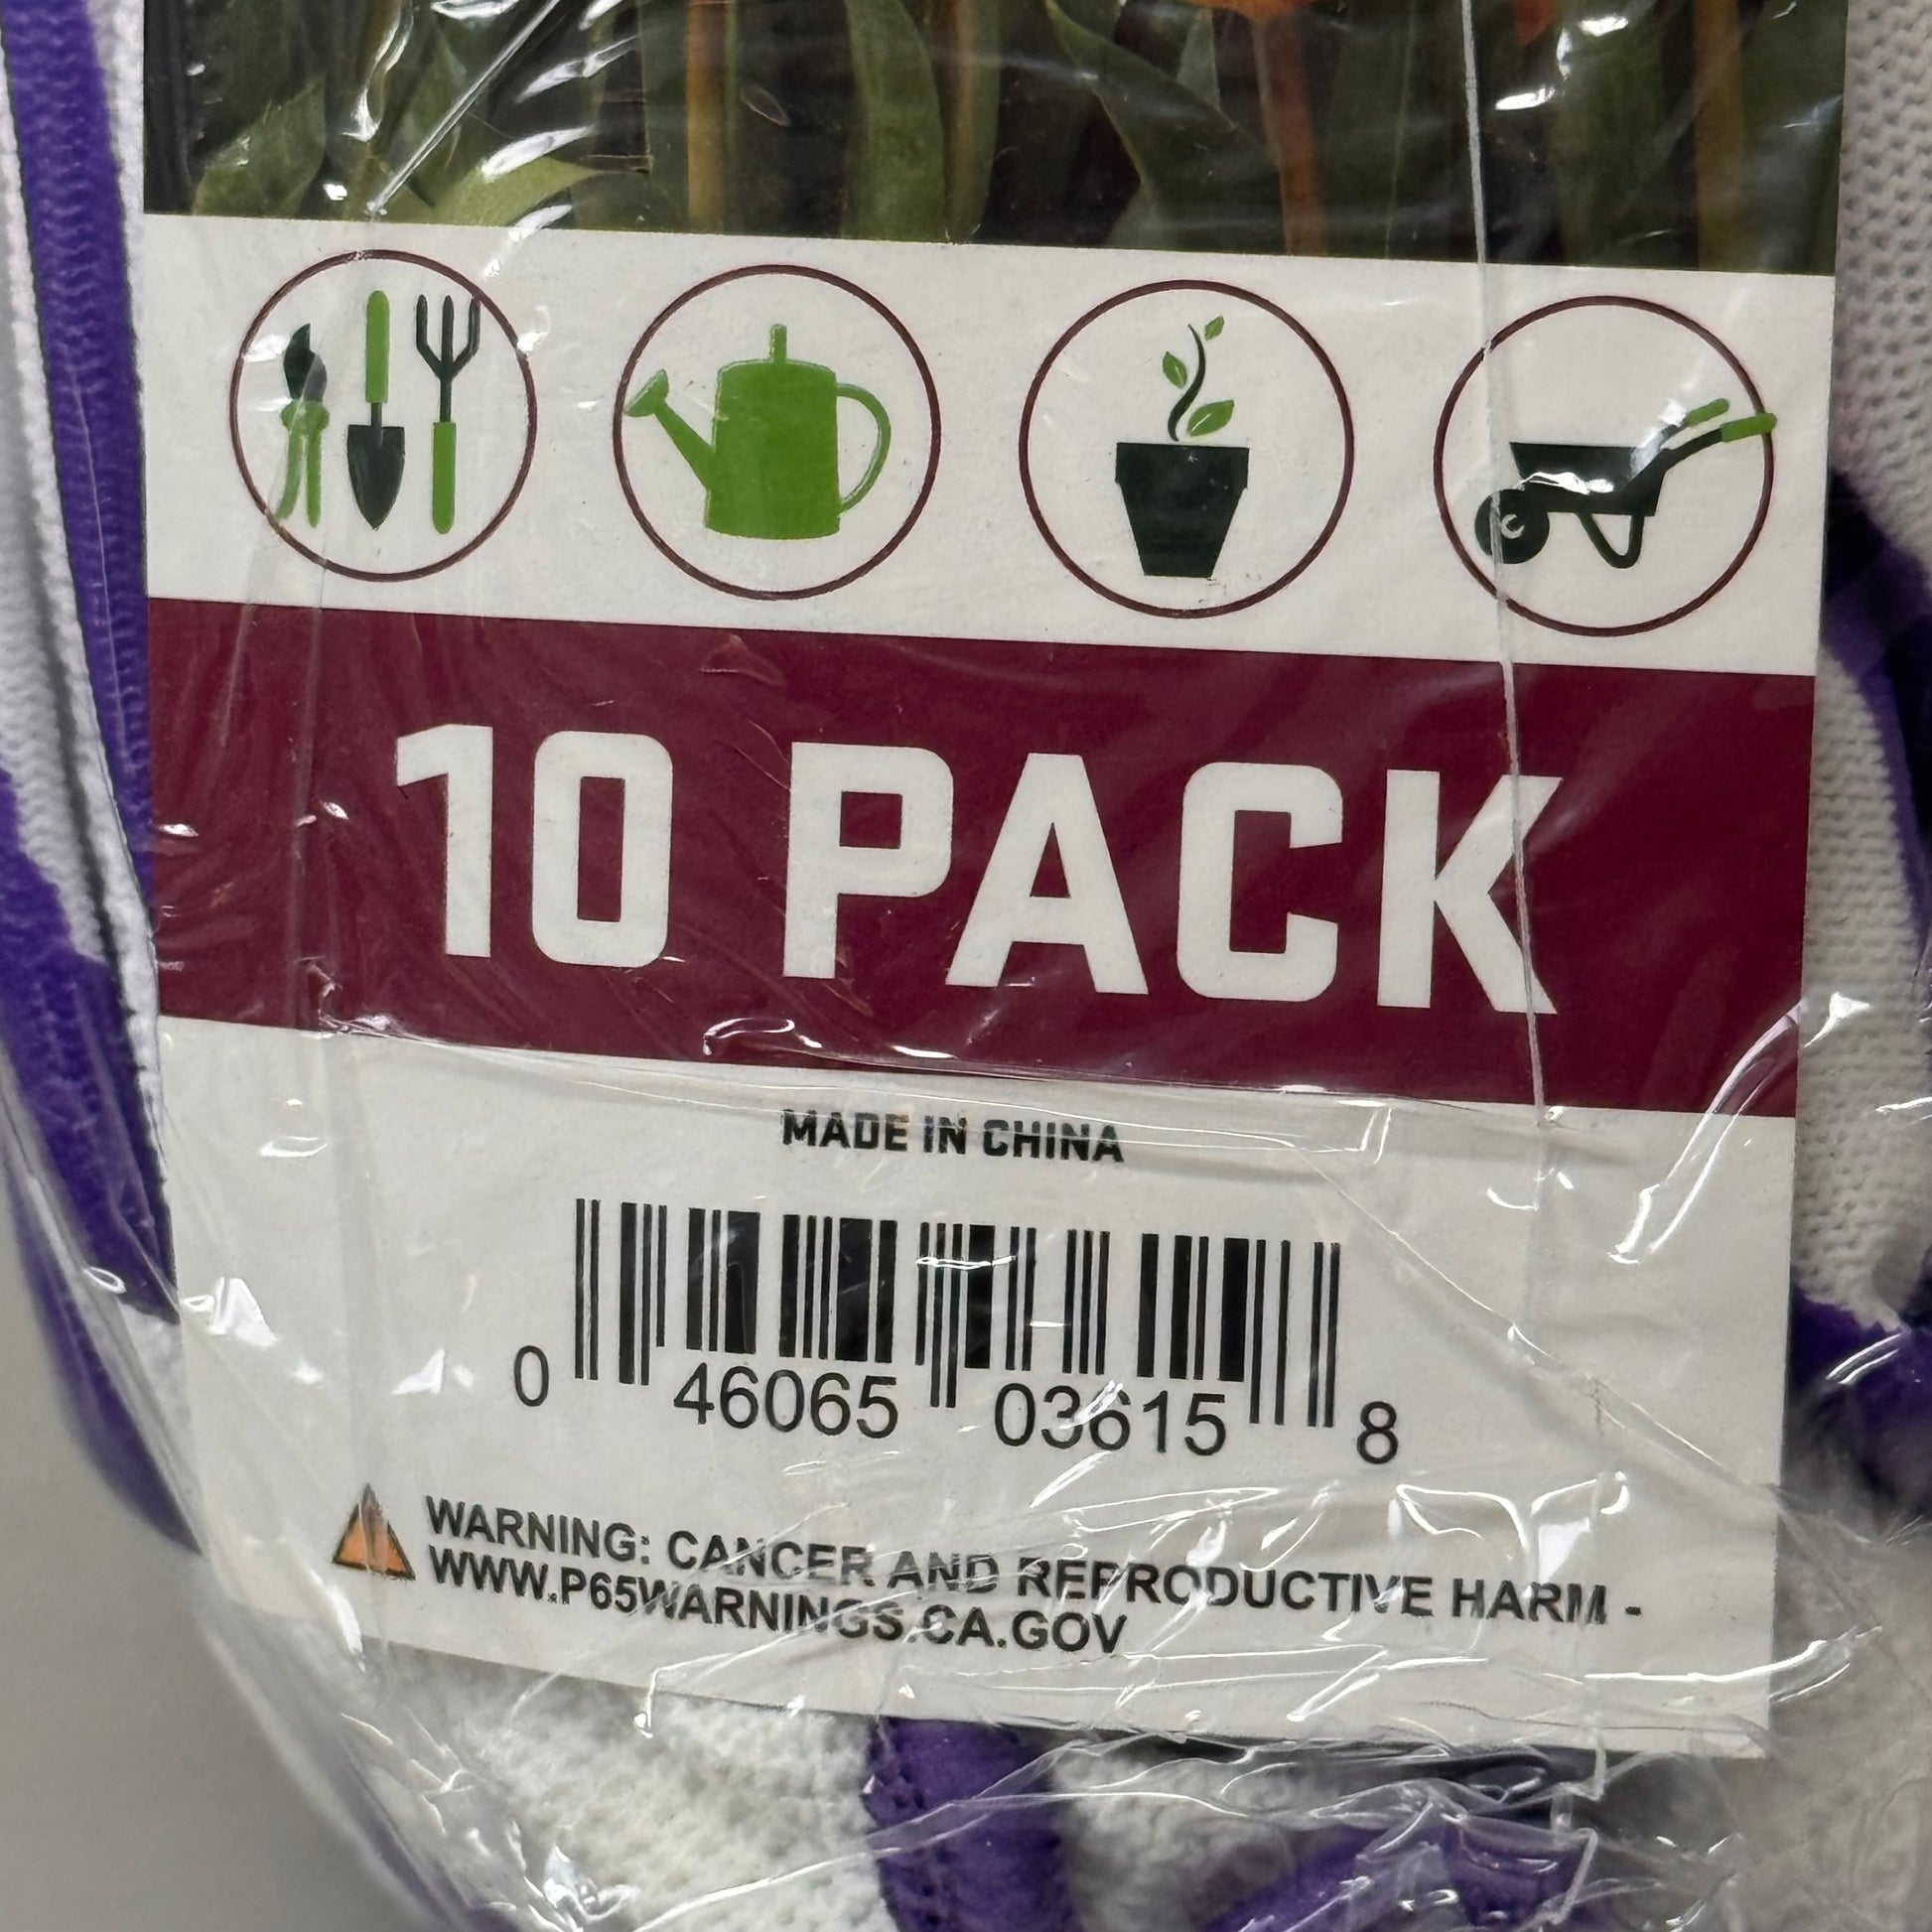 10 PACK
MADE IN CHINA
0 46065 03615 8
WARNING: CANCER AND REPRODUCTIVE HARM -
WWW.P65WARNINGS.CA.GOV